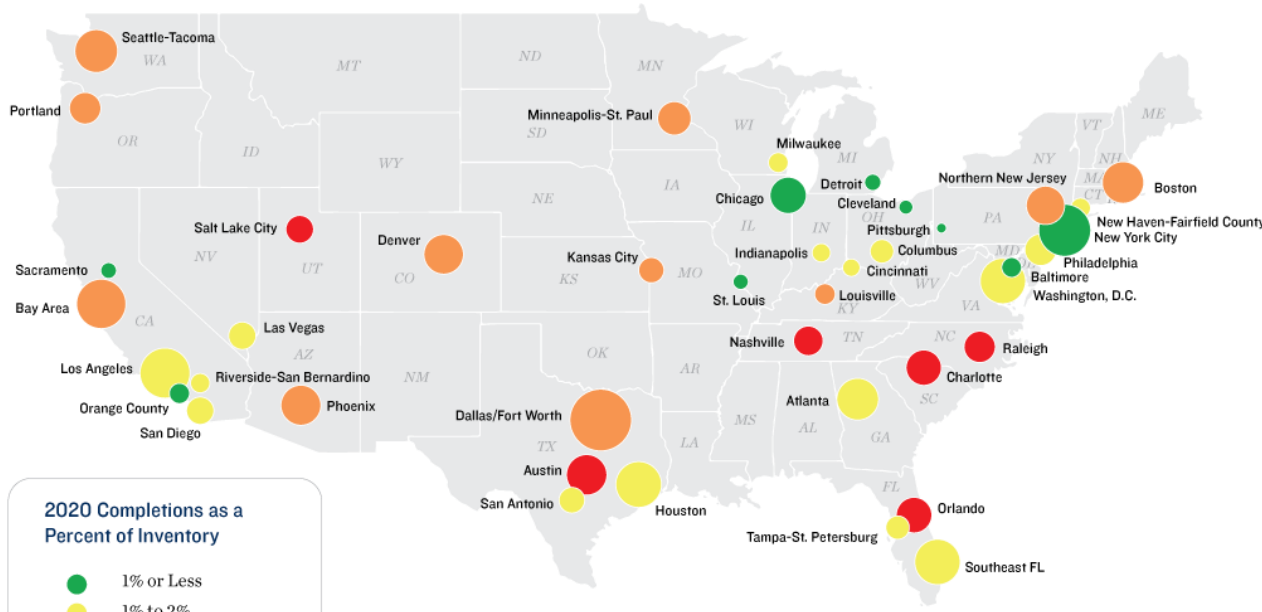 Seattle-Tacoma
WA
MT
ND
MN
Portland
OR
ID
Minneapolis-St. Paul
SD
WI
Milwaukee
MI
VT
ME
NY
NH
WY
IA
Detroit
Northern New Jersey
MA
Boston
Chicago
Cleveland
CT
NE
OH
PA
New Haven-Fairfield County
Salt Lake City
Denver
IL
IN
Pittsburgh
New York City
NV
UT
CO
Kansas City
Indianapolis
Columbus
MD
Philadelphia
Sacramento
KS
MO
Cincinnati
WV
Baltimore
Bay Area
St. Louis
Louisville
VA
Washington, D.C.
CA
KY
Las Vegas
Nashville
TN
NC
Raleigh
AZ
OK
Los Angeles
Riverside-San Bernardino
NM
AR
Charlotte
Orange County
Phoenix
Dallas/Fort Worth
Atlanta
SC
San Diego
TX
LA
MS
AL
GA
Austin
San Antonio
Houston
FL
Orlando
Tampa-St. Petersburg
Southeast FL
2020 Completions as a
Percent of Inventory
1% or Less
1% to 2%